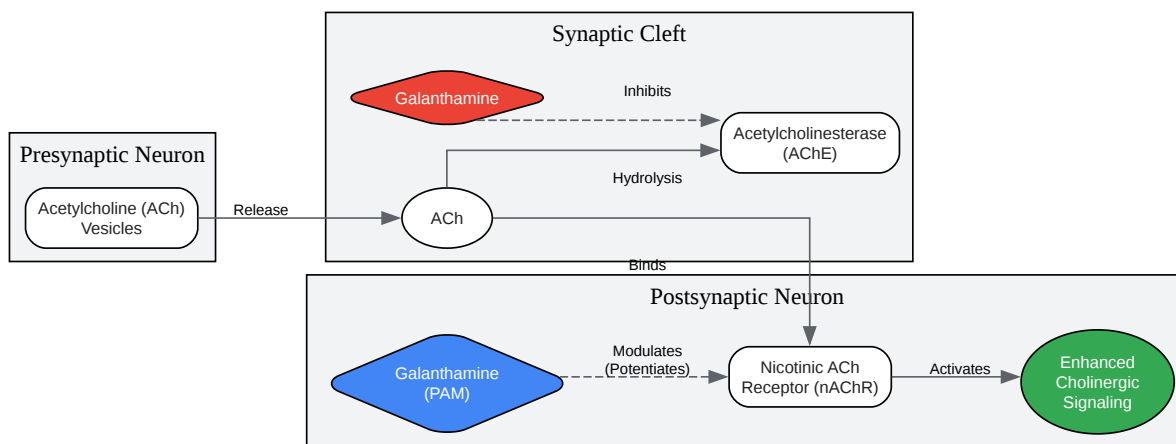 Synaptic Cleft
Galanthamine
Inhibits
Acetylcholinesterase
(AChE)
Presynaptic Neuron
Hydrolysis
Acetylcholine (ACh)
Vesicles
Release
ACh
Binds
Postsynaptic Neuron
Galanthamine
(PAM)
Modulates
(Potentiates)
Nicotinic ACh
Receptor (nAChR)
Activates
Enhanced
Cholinergic
Signaling